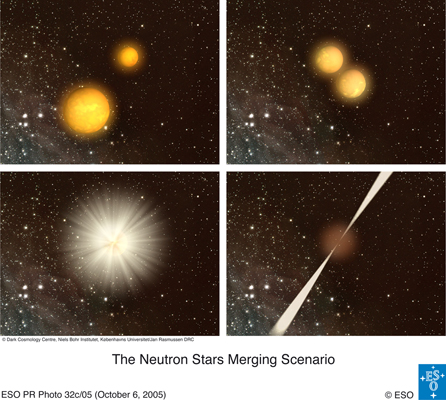 © Dark Cosmology Centre, Niels Bohr Institutet, Københavns Universitet/Jan Rasmussen DRC
The Neutron Stars Merging Scenario
ESO PR Photo 32c/05 (October 6, 2005)
© ESO
ES
O